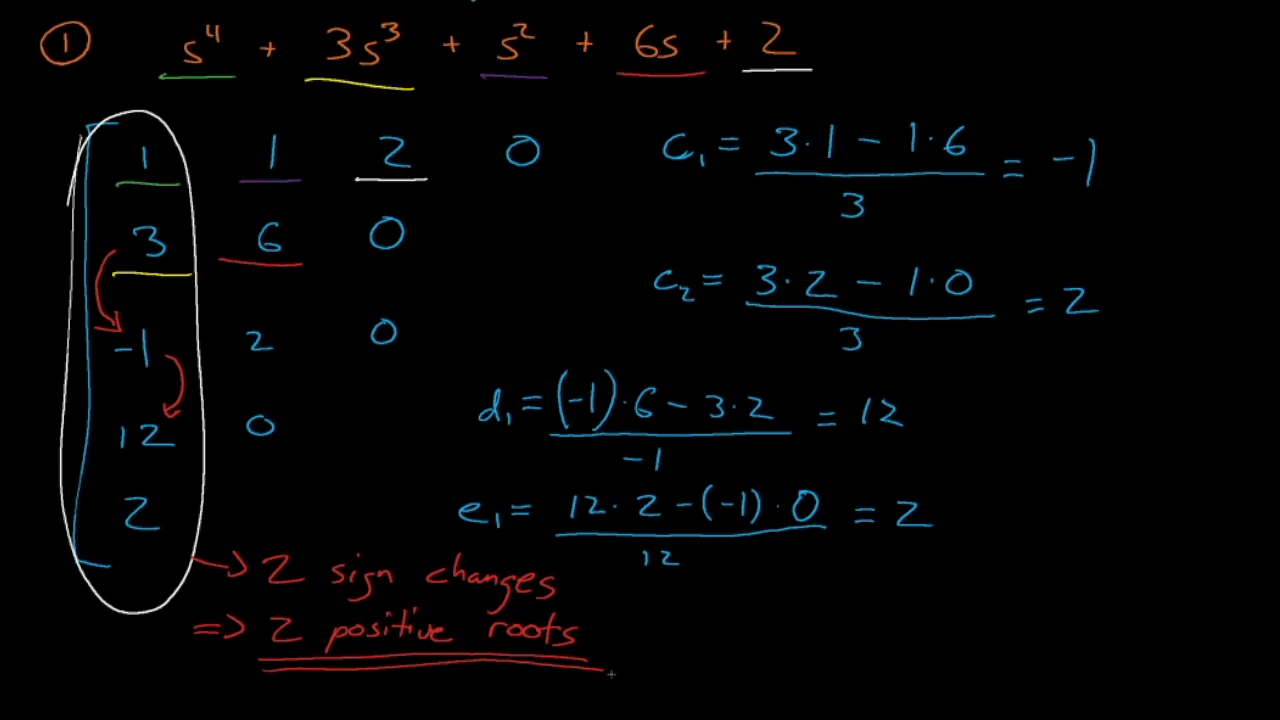 ① s⁴ + 3s³ + s² + 6s + 2
1 1 2 0
3 6 0
-1 2 0
12 0
2
c₁ = (3·1 − 1·6)/3 = −1
c₂ = (3·2 − 1·0)/3 = 2
d₁ = ((-1)·6 − 3·2)/-1 = 12
e₁ = (12·2 − (-1)·0)/12 = 2
→ 2 sign changes
⇒ 2 positive roots